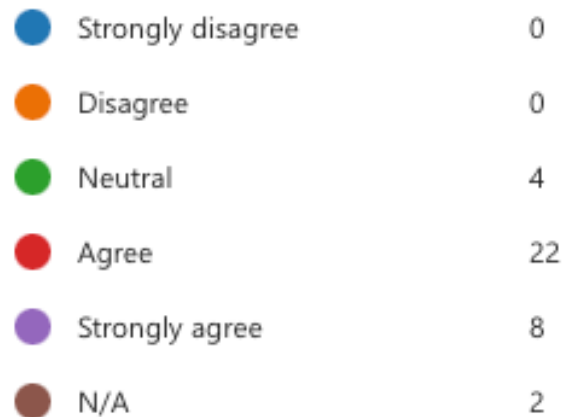 Strongly disagree 0
Disagree 0
Neutral 4
Agree 22
Strongly agree 8
N/A 2